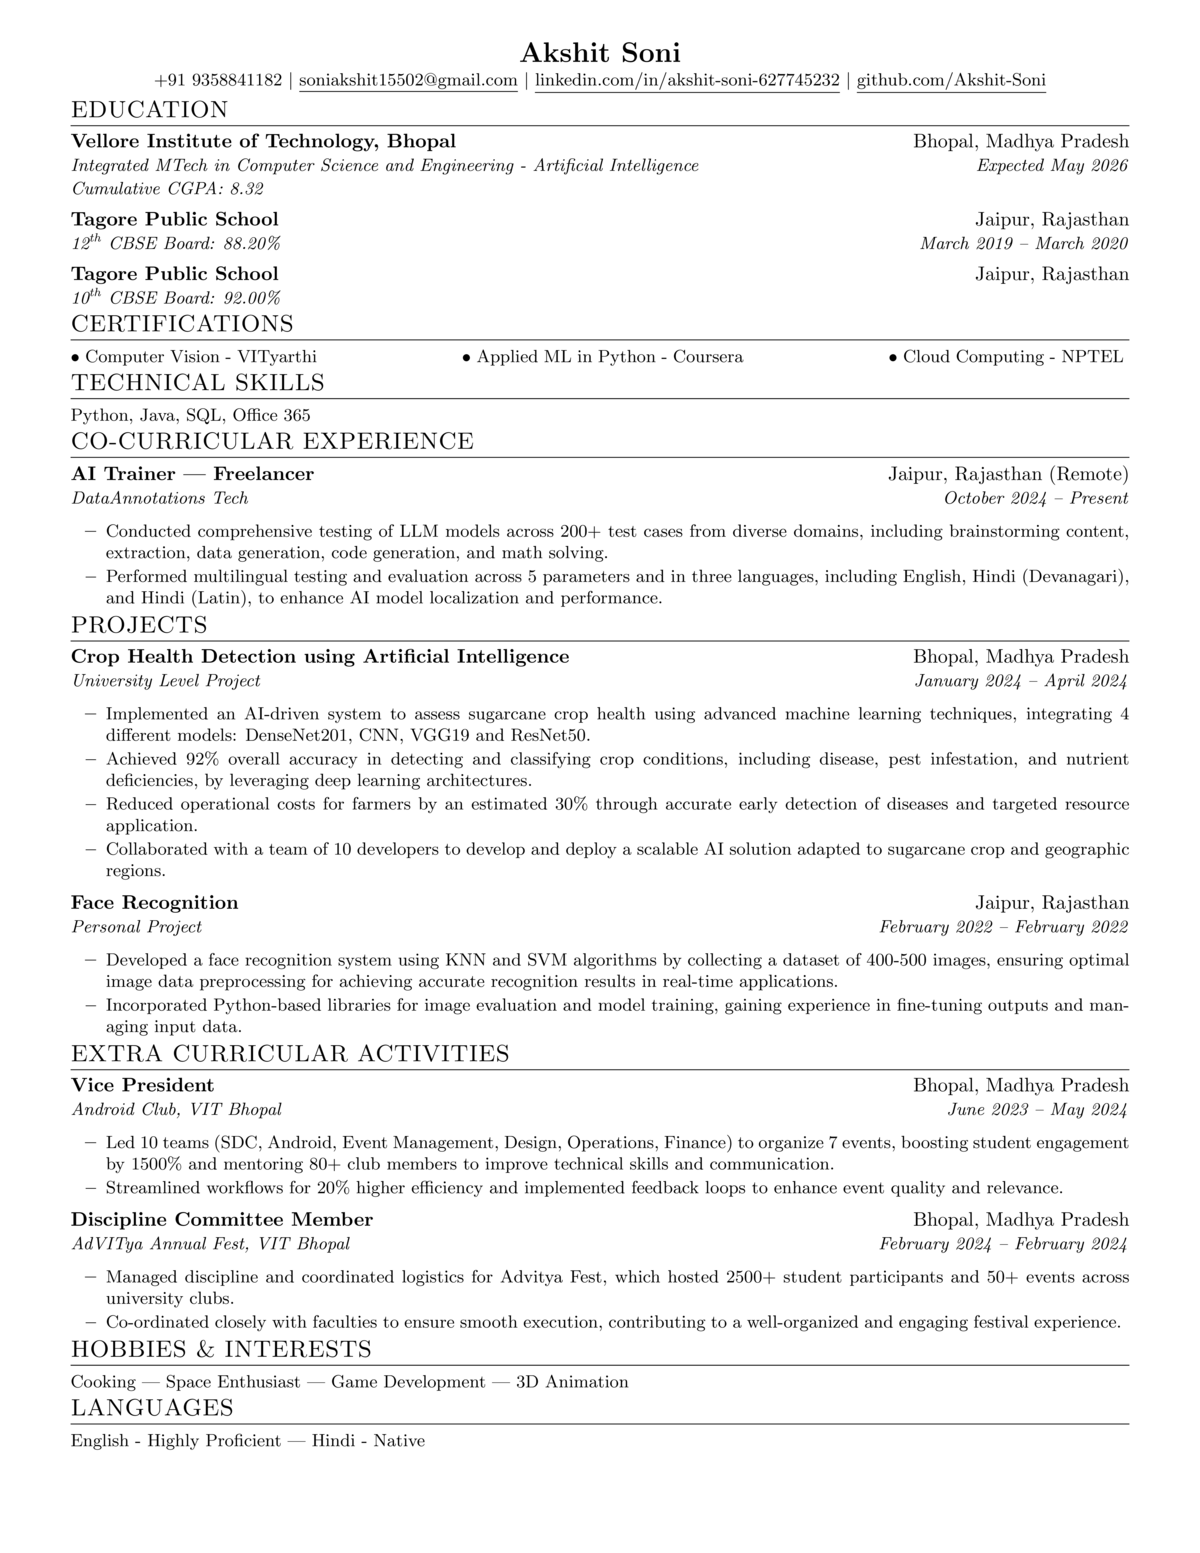 Akshit Soni
+91 9358841182 | soniakshit15502@gmail.com | linkedin.com/in/akshit-soni-627745232 | github.com/Akshit-Soni
EDUCATION
Vellore Institute of Technology, Bhopal Bhopal, Madhya Pradesh
Integrated MTech in Computer Science and Engineering - Artificial Intelligence Expected May 2026
Cumulative CGPA: 8.32
Tagore Public School Jaipur, Rajasthan
12th CBSE Board: 88.20% March 2019 – March 2020
Tagore Public School Jaipur, Rajasthan
10th CBSE Board: 92.00%
CERTIFICATIONS
• Computer Vision - VITyarthi • Applied ML in Python - Coursera • Cloud Computing - NPTEL
TECHNICAL SKILLS
Python, Java, SQL, Office 365
CO-CURRICULAR EXPERIENCE
AI Trainer — Freelancer Jaipur, Rajasthan (Remote)
DataAnnotations Tech October 2024 – Present
– Conducted comprehensive testing of LLM models across 200+ test cases from diverse domains, including brainstorming content,
extraction, data generation, code generation, and math solving.
– Performed multilingual testing and evaluation across 5 parameters and in three languages, including English, Hindi (Devanagari),
and Hindi (Latin), to enhance AI model localization and performance.
PROJECTS
Crop Health Detection using Artificial Intelligence Bhopal, Madhya Pradesh
University Level Project January 2024 – April 2024
– Implemented an AI-driven system to assess sugarcane crop health using advanced machine learning techniques, integrating 4
different models: DenseNet201, CNN, VGG19 and ResNet50.
– Achieved 92% overall accuracy in detecting and classifying crop conditions, including disease, pest infestation, and nutrient
deficiencies, by leveraging deep learning architectures.
– Reduced operational costs for farmers by an estimated 30% through accurate early detection of diseases and targeted resource
application.
– Collaborated with a team of 10 developers to develop and deploy a scalable AI solution adapted to sugarcane crop and geographic
regions.
Face Recognition Jaipur, Rajasthan
Personal Project February 2022 – February 2022
– Developed a face recognition system using KNN and SVM algorithms by collecting a dataset of 400-500 images, ensuring optimal
image data preprocessing for achieving accurate recognition results in real-time applications.
– Incorporated Python-based libraries for image evaluation and model training, gaining experience in fine-tuning outputs and man-
aging input data.
EXTRA CURRICULAR ACTIVITIES
Vice President Bhopal, Madhya Pradesh
Android Club, VIT Bhopal June 2023 – May 2024
– Led 10 teams (SDC, Android, Event Management, Design, Operations, Finance) to organize 7 events, boosting student engagement
by 1500% and mentoring 80+ club members to improve technical skills and communication.
– Streamlined workflows for 20% higher efficiency and implemented feedback loops to enhance event quality and relevance.
Discipline Committee Member Bhopal, Madhya Pradesh
AdVITya Annual Fest, VIT Bhopal February 2024 – February 2024
– Managed discipline and coordinated logistics for Advitya Fest, which hosted 2500+ student participants and 50+ events across
university clubs.
– Co-ordinated closely with faculties to ensure smooth execution, contributing to a well-organized and engaging festival experience.
HOBBIES & INTERESTS
Cooking — Space Enthusiast — Game Development — 3D Animation
LANGUAGES
English - Highly Proficient — Hindi - Native